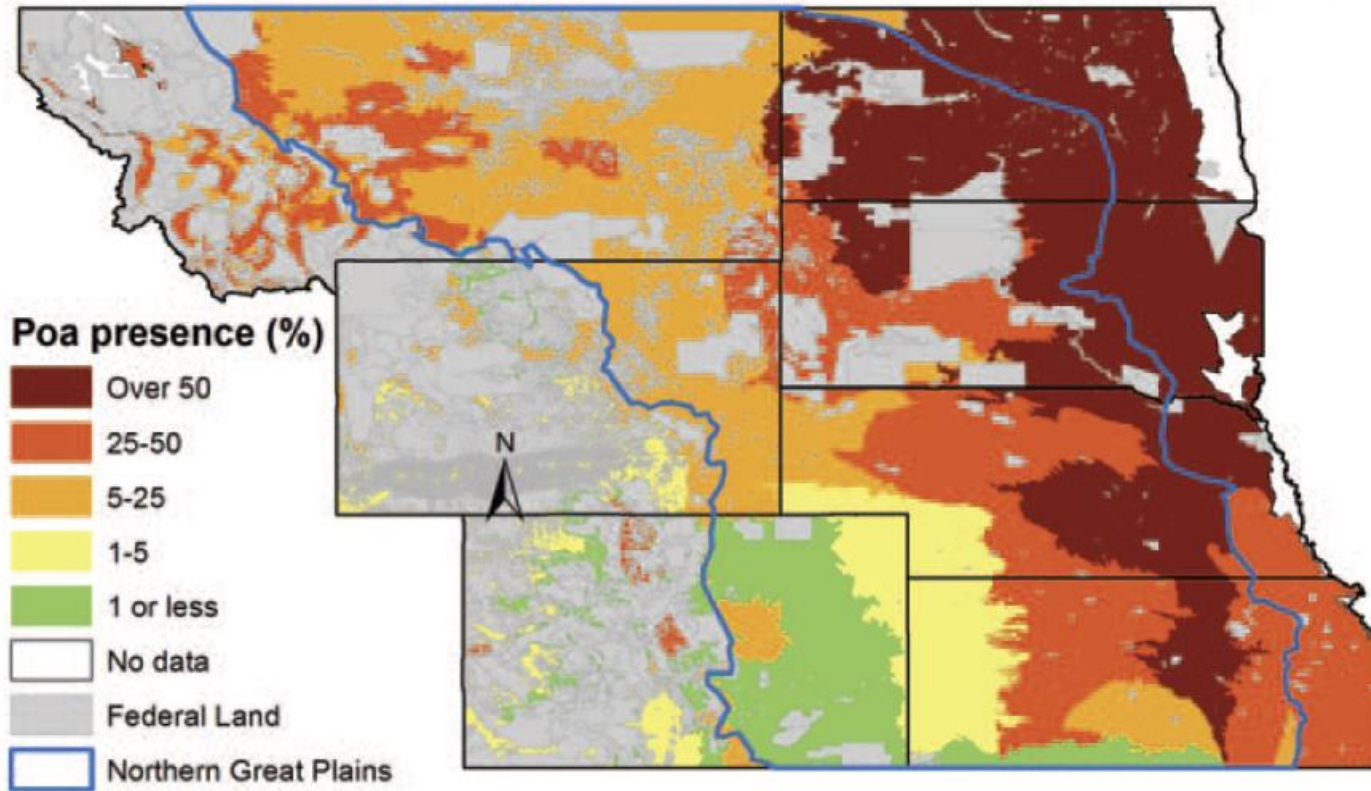 Poa presence (%)
Over 50
25-50
5-25
1-5
1 or less
No data
Federal Land
Northern Great Plains
N